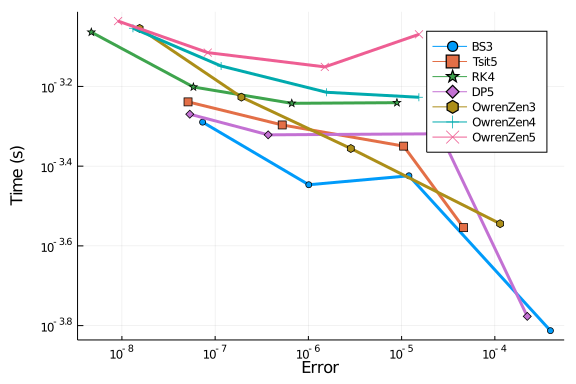 Time (s)
10^-3.2
10^-3.4
10^-3.6
10^-3.8
BS3
Tsit5
RK4
DP5
OwrenZen3
OwrenZen4
OwrenZen5
10^-8 10^-7 10^-6 10^-5 10^-4
Error